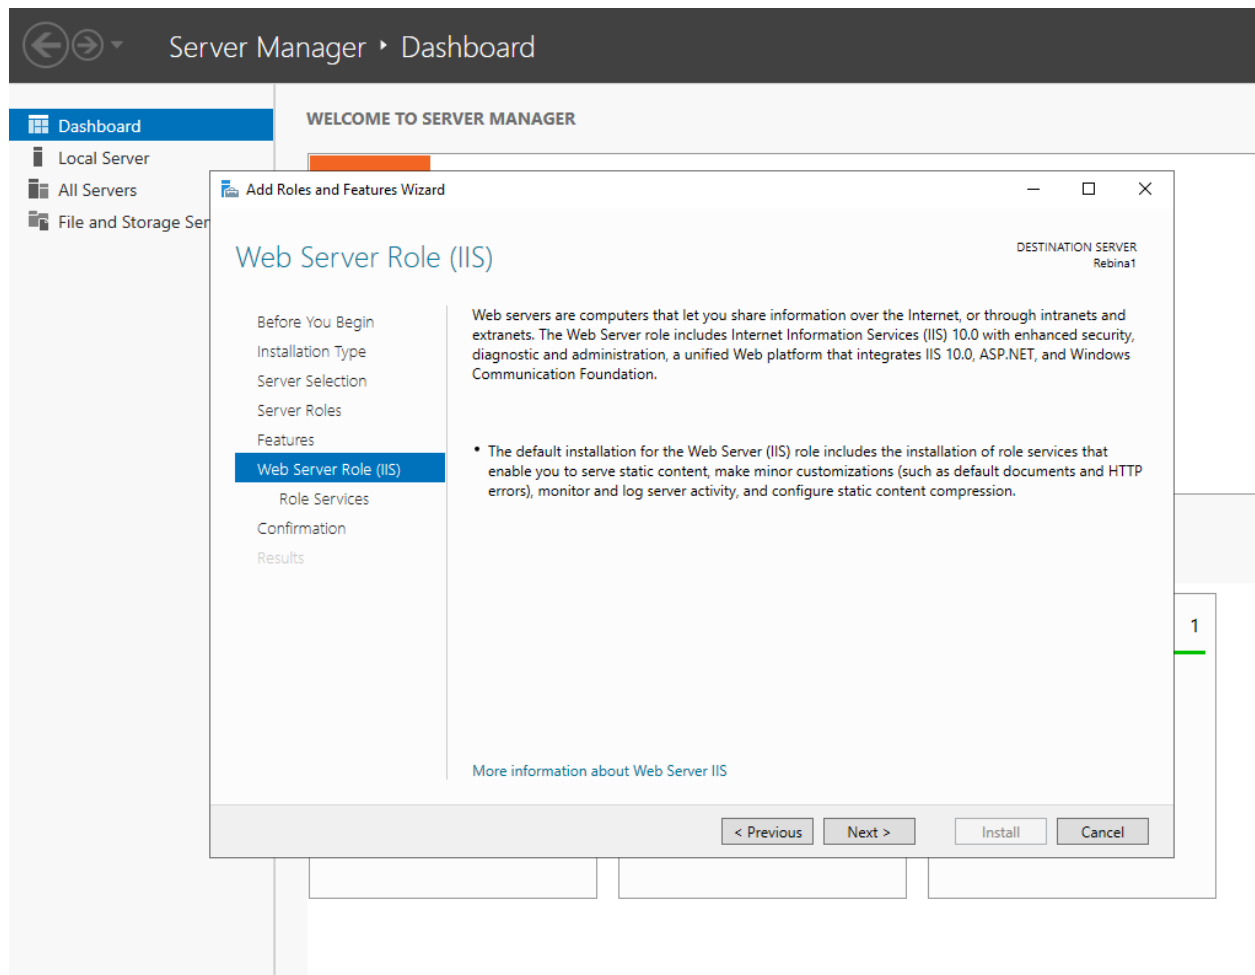 Server Manager ‣ Dashboard
Dashboard
Local Server
All Servers
File and Storage Ser
WELCOME TO SERVER MANAGER
Add Roles and Features Wizard
Web Server Role (IIS)
DESTINATION SERVER
Rebina1
Before You Begin
Installation Type
Server Selection
Server Roles
Features
Web Server Role (IIS)
Role Services
Confirmation
Results
Web servers are computers that let you share information over the Internet, or through intranets and
extranets. The Web Server role includes Internet Information Services (IIS) 10.0 with enhanced security,
diagnostic and administration, a unified Web platform that integrates IIS 10.0, ASP.NET, and Windows
Communication Foundation.
• The default installation for the Web Server (IIS) role includes the installation of role services that
enable you to serve static content, make minor customizations (such as default documents and HTTP
errors), monitor and log server activity, and configure static content compression.
More information about Web Server IIS
< Previous
Next >
Install
Cancel
1